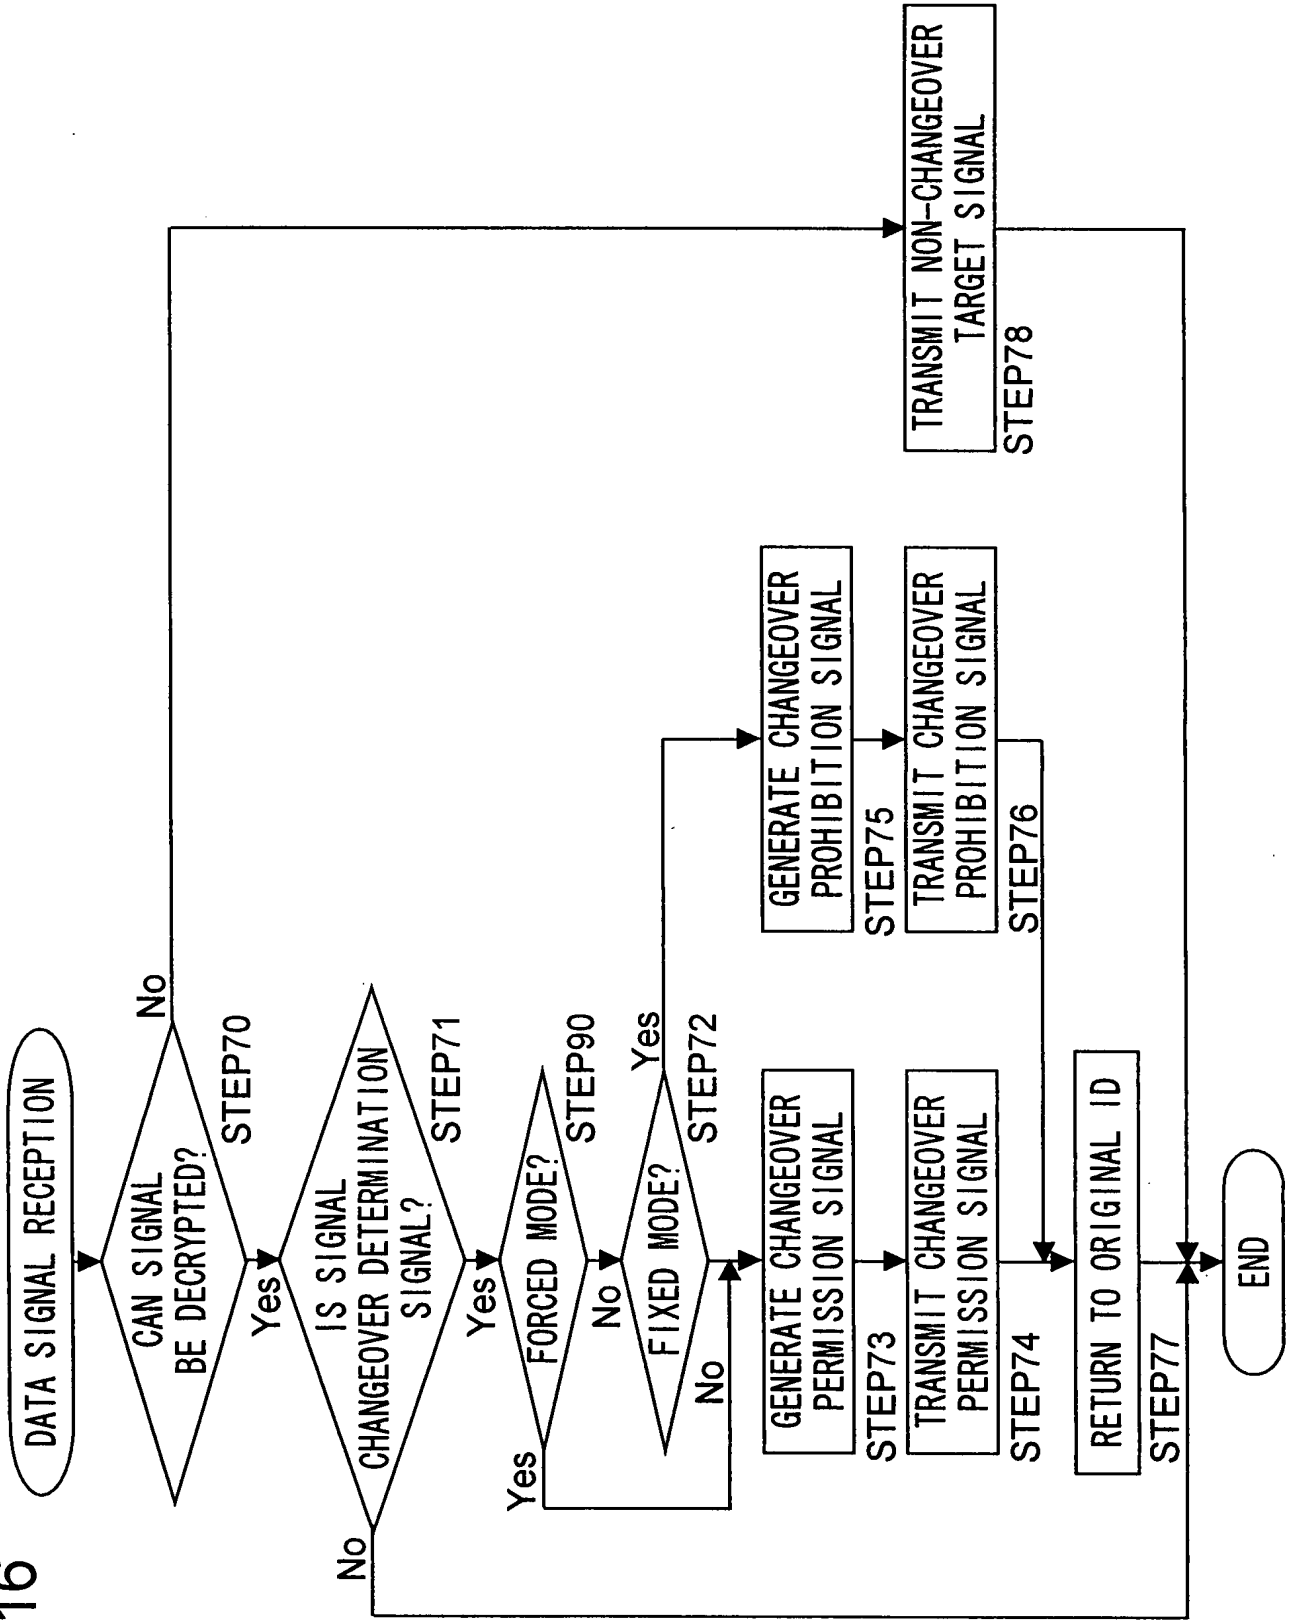 16
DATA SIGNAL RECEPTION
CAN SIGNAL
BE DECRYPTED?
No
STEP70
Yes
IS SIGNAL
CHANGEOVER DETERMINATION
SIGNAL?
No
STEP71
Yes
FORCED MODE?
Yes
STEP90
No
FIXED MODE?
Yes
STEP72
No
GENERATE CHANGEOVER
PERMISSION SIGNAL
STEP73
GENERATE CHANGEOVER
PROHIBITION SIGNAL
STEP75
TRANSMIT CHANGEOVER
PERMISSION SIGNAL
STEP74
TRANSMIT CHANGEOVER
PROHIBITION SIGNAL
STEP76
TRANSMIT NON-CHANGEOVER
TARGET SIGNAL
STEP78
RETURN TO ORIGINAL ID
STEP77
END